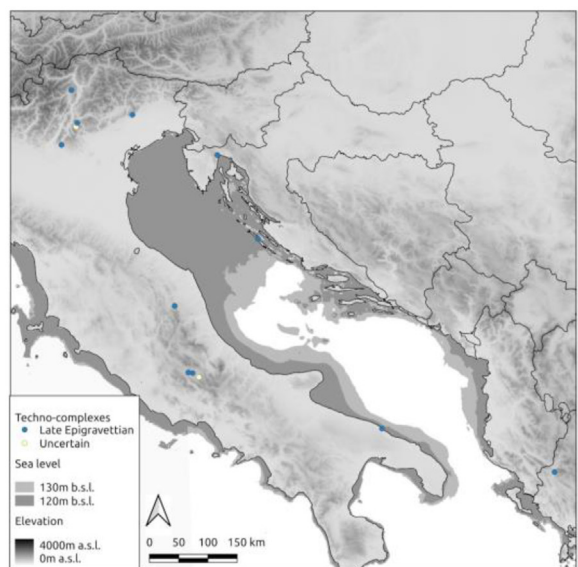 Techno-complexes
Late Epigravettian
Uncertain
Sea level
130m b.s.l.
120m b.s.l.
Elevation
4000m a.s.l.
0m a.s.l.
0 50 100 150 km